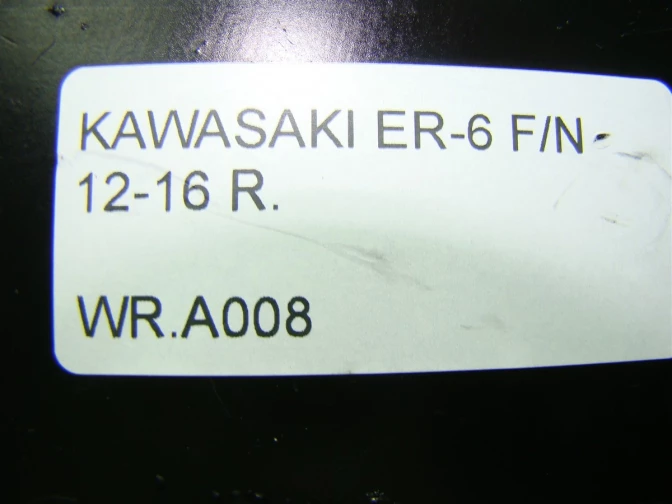 KAWASAKI ER-6 F/N
12-16 R.
WR.A008